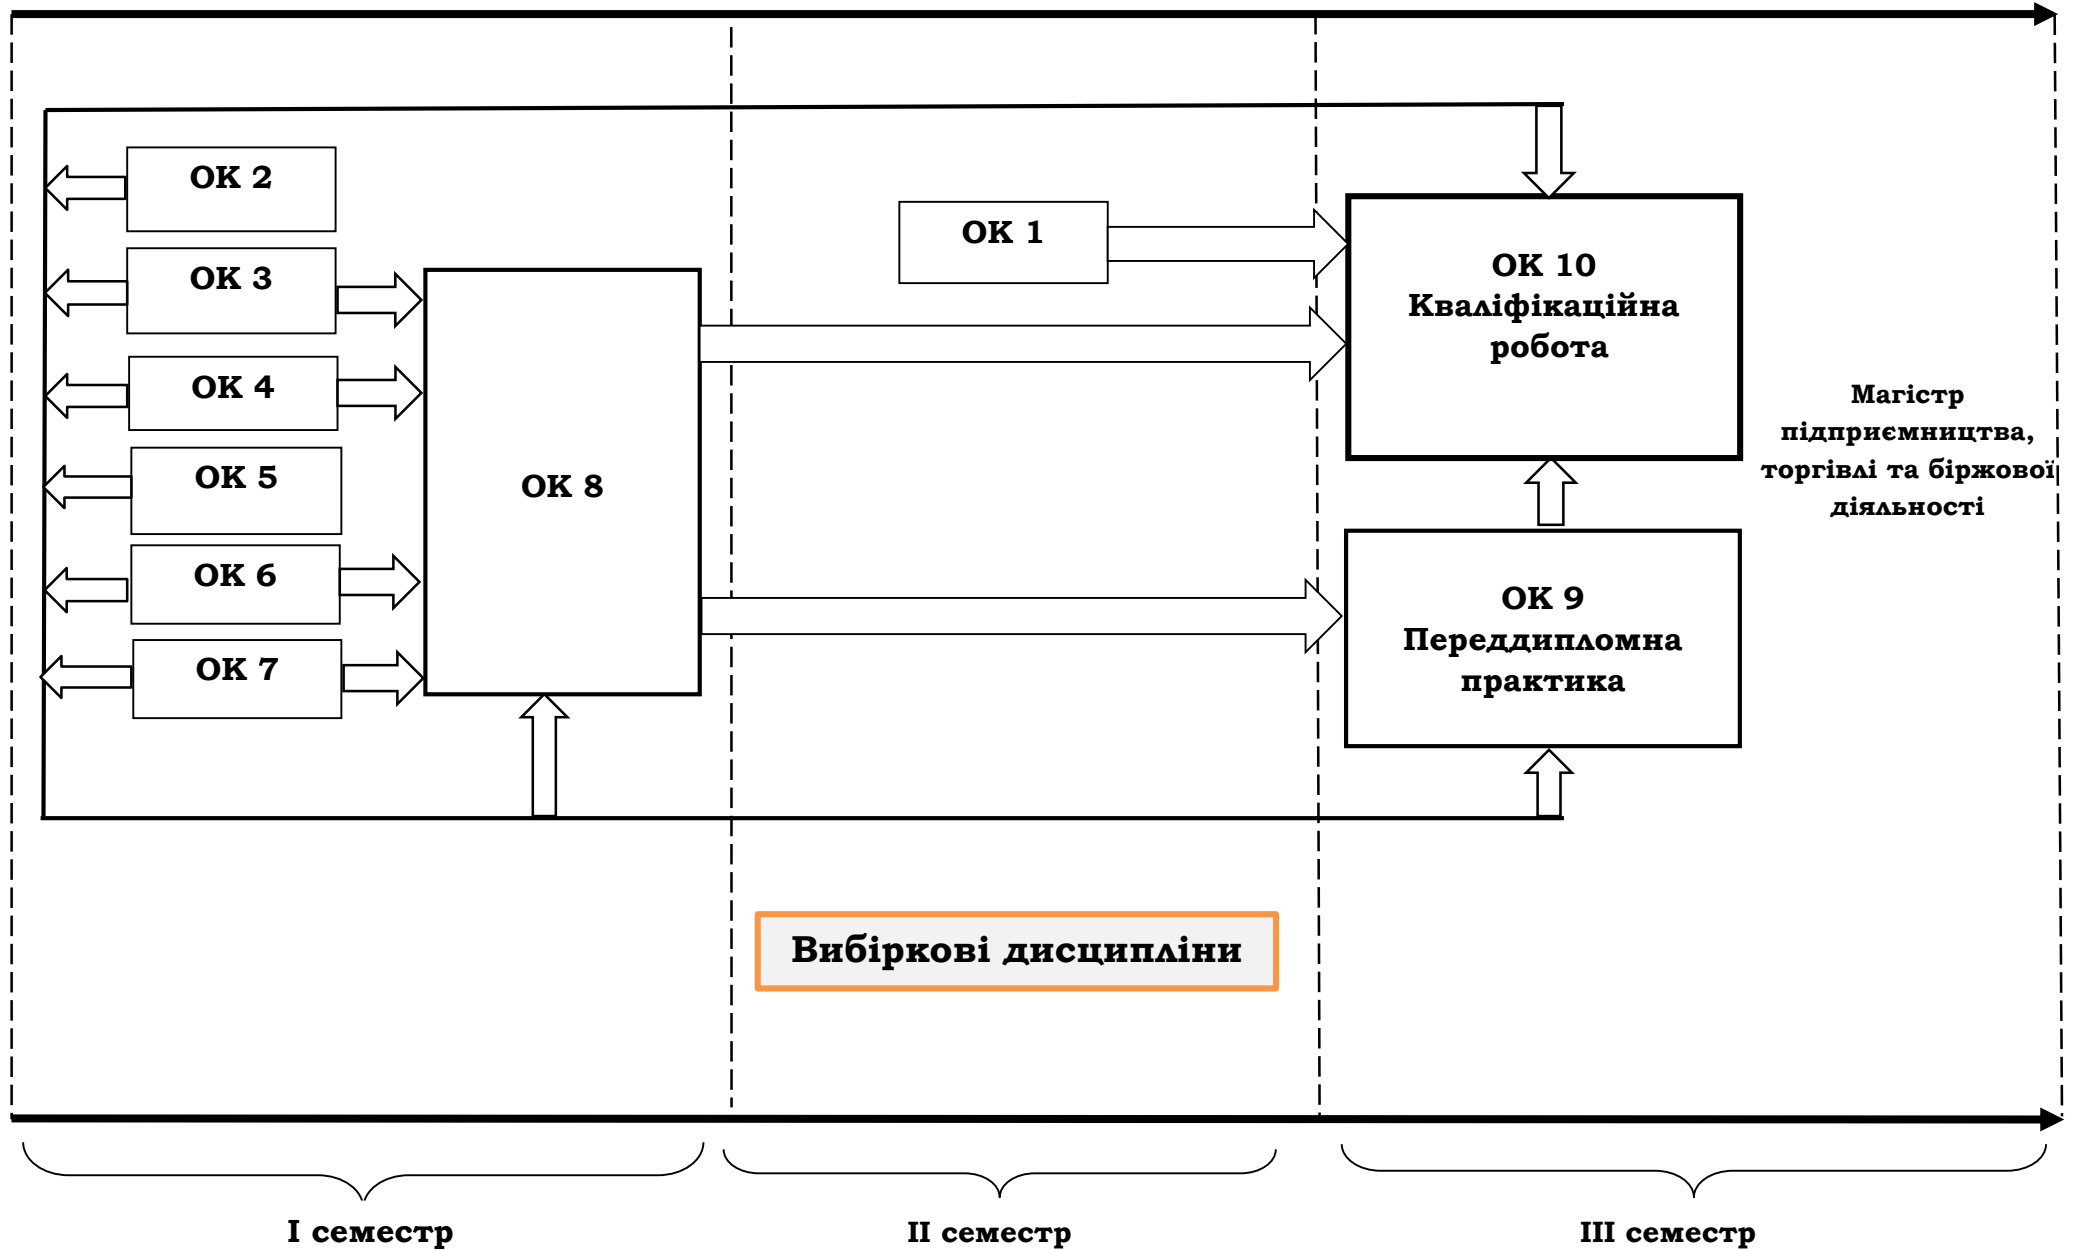 ОК 2
ОК 3
ОК 4
ОК 5
ОК 6
ОК 7
ОК 8
ОК 1
ОК 10
Кваліфікаційна
робота
ОК 9
Переддипломна
практика
Магістр
підприємництва,
торгівлі та біржової
діяльності
Вибіркові дисципліни
І семестр
ІІ семестр
ІІІ семестр